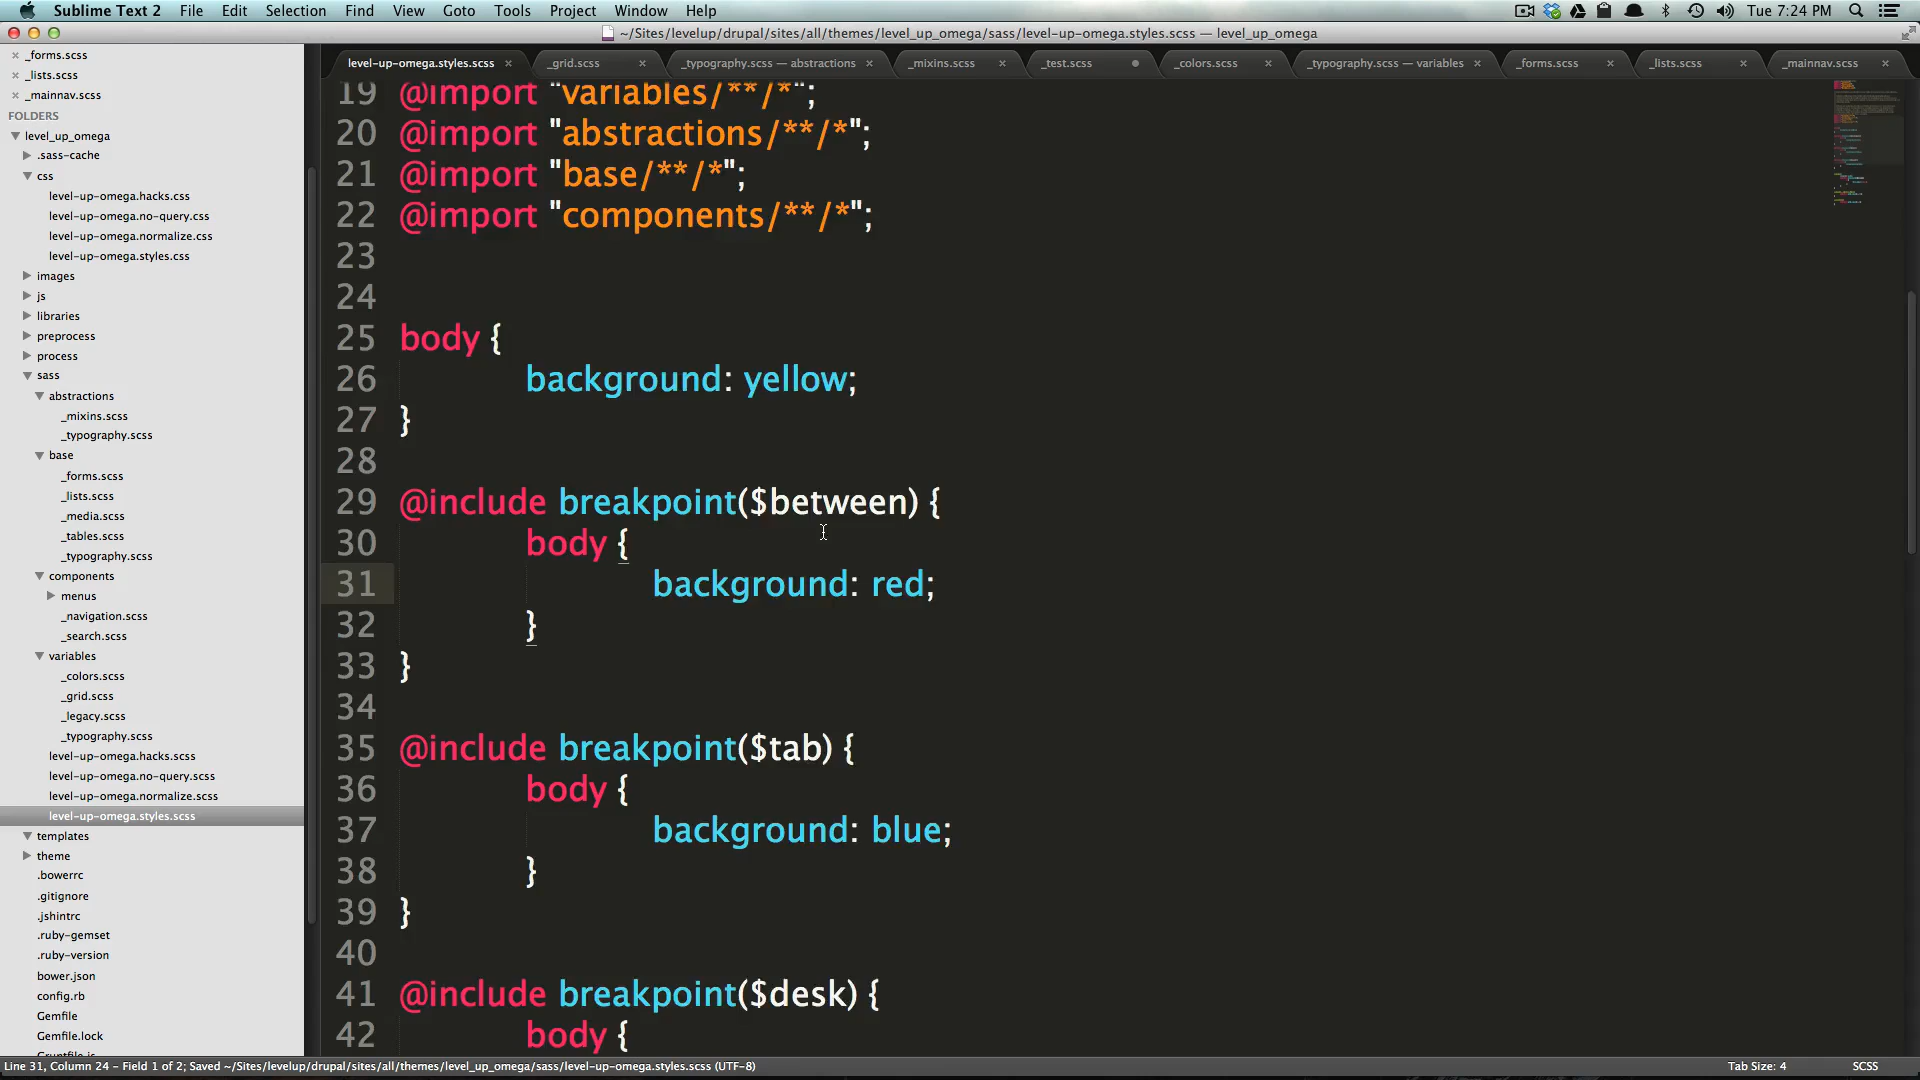 Sublime Text 2 File Edit Selection Find View Goto Tools Project Window Help Tue 7:24 PM
~/Sites/levelup/drupal/sites/all/themes/level_up_omega/sass/level-up-omega.styles.scss — level_up_omega
level-up-omega.styles.scss × _grid.scss × _typography.scss — abstractions × _mixins.scss × _test.scss _colors.scss × _typography.scss — variables × _forms.scss × _lists.scss × _mainnav.scss ×
× _forms.scss
× _lists.scss
× _mainnav.scss
FOLDERS
level_up_omega
.sass-cache
css
level-up-omega.hacks.css
level-up-omega.no-query.css
level-up-omega.normalize.css
level-up-omega.styles.css
images
js
libraries
preprocess
process
sass
abstractions
_mixins.scss
_typography.scss
base
_forms.scss
_lists.scss
_media.scss
_tables.scss
_typography.scss
components
menus
_navigation.scss
_search.scss
variables
_colors.scss
_grid.scss
_legacy.scss
_typography.scss
level-up-omega.hacks.scss
level-up-omega.no-query.scss
level-up-omega.normalize.scss
level-up-omega.styles.scss
templates
theme
.bowerrc
.gitignore
.jshintrc
.ruby-gemset
.ruby-version
bower.json
config.rb
Gemfile
Gemfile.lock
19 @import "variables/**/*";
20 @import "abstractions/**/*";
21 @import "base/**/*";
22 @import "components/**/*";
23
24
25 body {
26 background: yellow;
27 }
28
29 @include breakpoint($between) {
30 body {
31 background: red;
32 }
33 }
34
35 @include breakpoint($tab) {
36 body {
37 background: blue;
38 }
39 }
40
41 @include breakpoint($desk) {
42 body {
Line 31, Column 24 – Field 1 of 2; Saved ~/Sites/levelup/drupal/sites/all/themes/level_up_omega/sass/level-up-omega.styles.scss (UTF-8) Tab Size: 4 SCSS